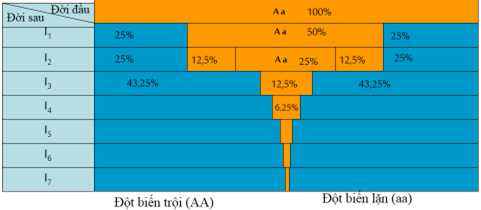 Đời đầu
Đời sau
Aa 100%
I1 25% Aa 50% 25%
I2 25% 12,5% Aa 25% 12,5% 25%
I3 43,25% 12,5% 43,25%
I4 6,25%
I5
I6
I7
Đột biến trội (AA) Đột biến lặn (aa)